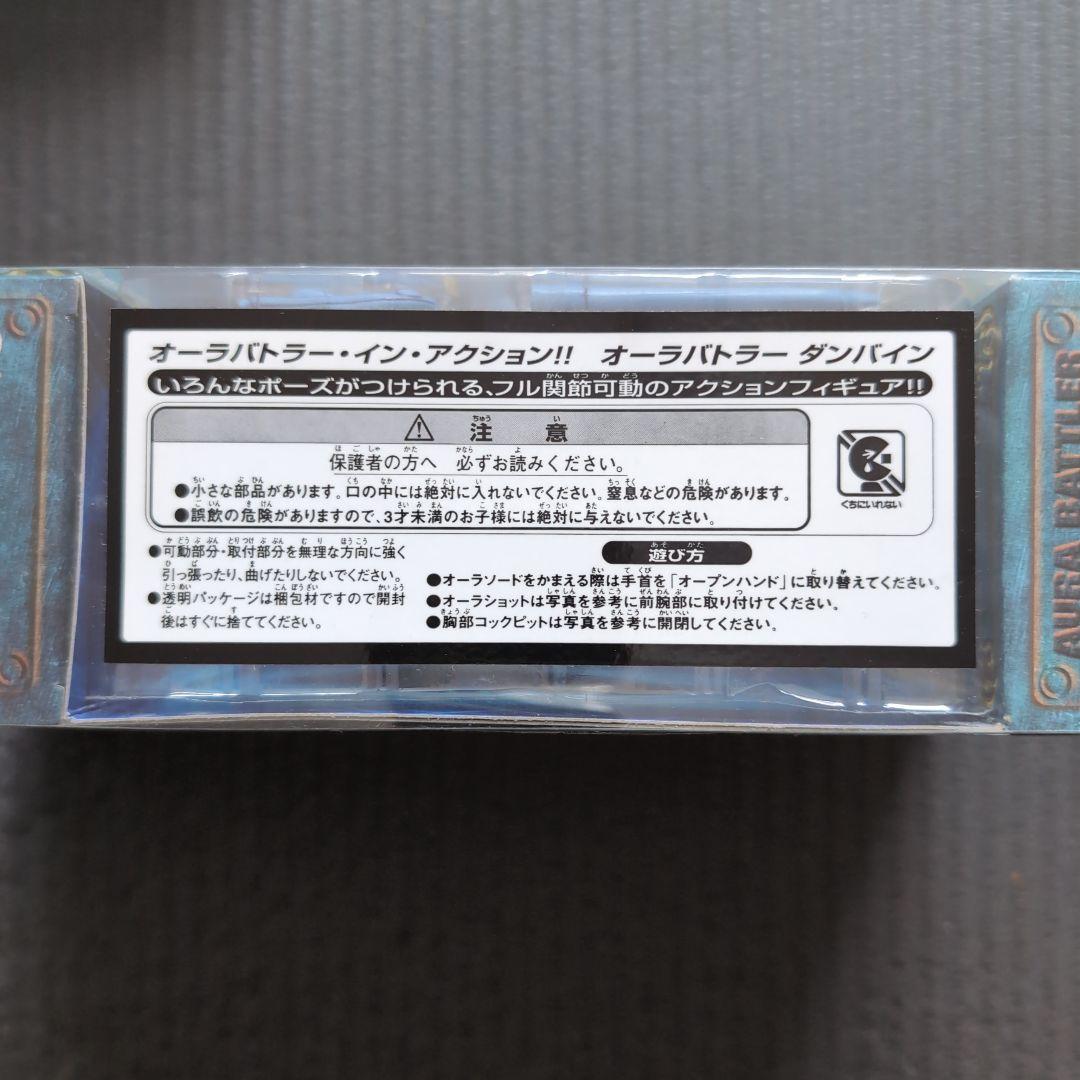 オーラバトラー・イン・アクション!! オーラバトラー ダンバイン
いろんなポーズがつけられる、フル関節可動のアクションフィギュア!!
注意
保護者の方へ 必ずお読みください。
●小さな部品があります。口の中には絶対に入れないでください。窒息などの危険があります。
●誤飲の危険がありますので、3才未満のお子様には絶対に与えないでください。
くちにいれない
●可動部分・取付部分を無理な方向に強く
引っ張ったり、曲げたりしないでください。
●透明パッケージは梱包材ですので開封
後はすぐに捨ててください。
遊び方
●オーラソードをかまえる際は手首を「オープンハンド」に取り替えてください。
●オーラショットは写真を参考に前腕部に取り付けてください。
●胸部コックピットは写真を参考に開閉してください。
AURA BATTLER